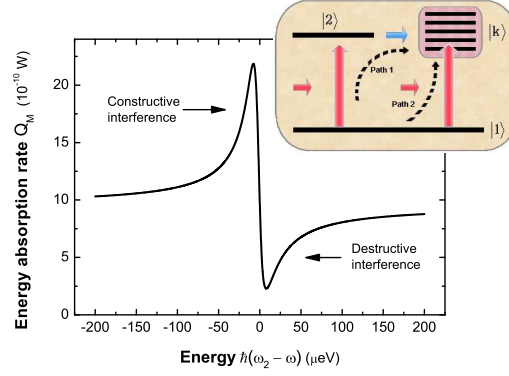 |2⟩
|k⟩
Path 1
Path 2
|1⟩
Energy absorption rate Q_M (10^-10 W)
20
15
10
5
0
Constructive
interference
Destructive
interference
-200 -150 -100 -50 0 50 100 150 200
Energy ℏ(ω₂ − ω) (μeV)